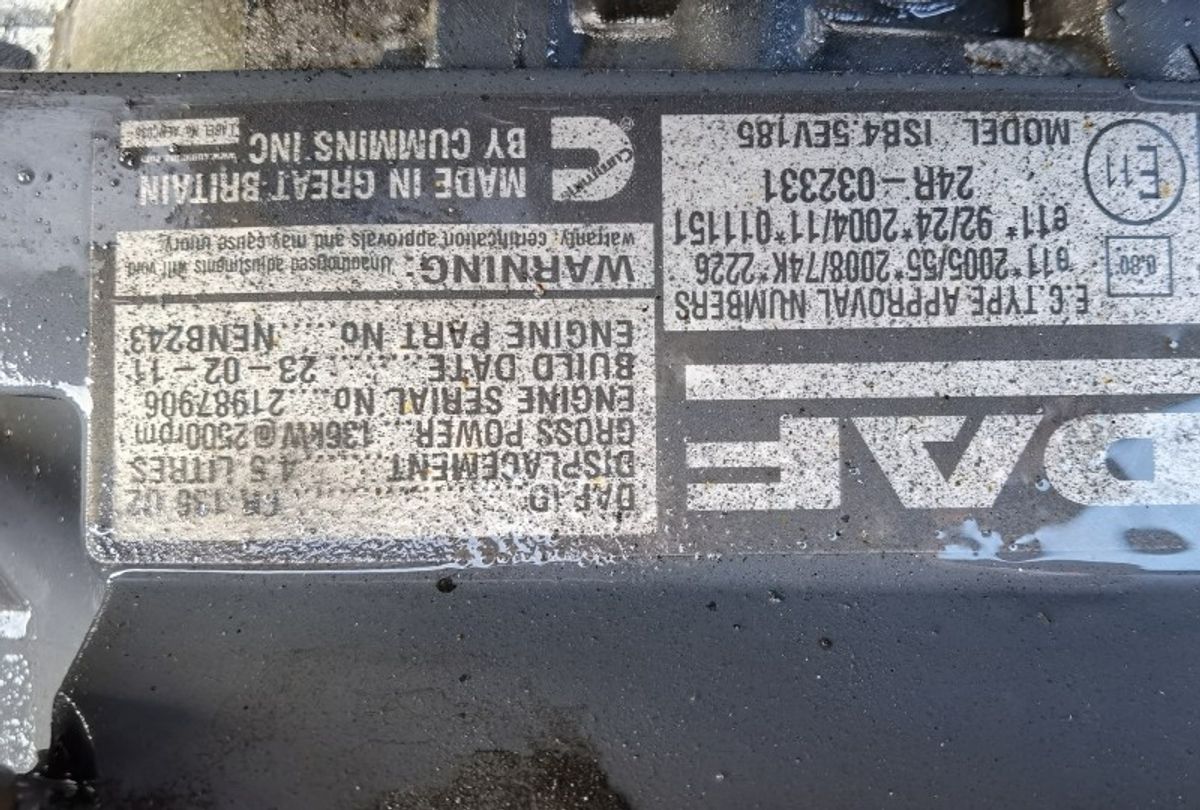 DAF
E.C.TYPE APPROVAL NUMBERS
e11* 2005/55* 2008/74K* 2226
e11* 92/24* 2004/11* 011151
24R-032331
MODEL ISB4.5EV185
0.80
E11
DAF ID............FR 136 U2
DISPLACEMENT......4.5 LITRES
GROSS POWER..136kW@2500rpm
ENGINE SERIAL No..21987906
BUILD DATE........23-02-11
ENGINE PART No....NENB243
WARNING: Unauthorised adjustments will void
warranty: certification approvals and may cause injury
Cummins
MADE IN GREAT BRITAIN
BY CUMMINS INC